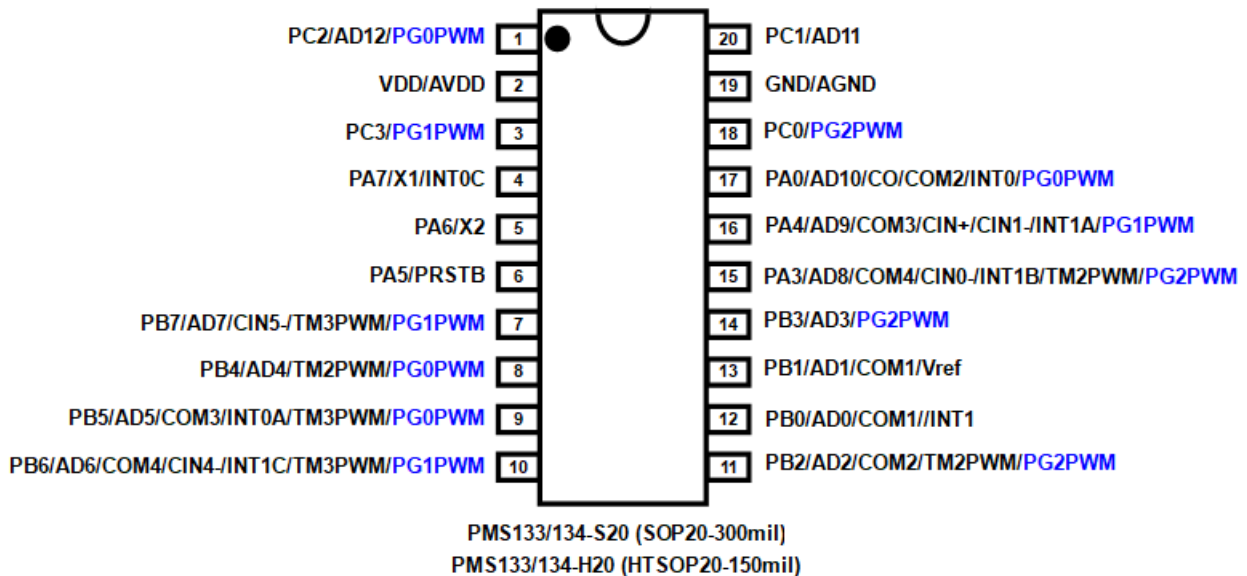 PC2/AD12/PG0PWM 1 20 PC1/AD11
VDD/AVDD 2 19 GND/AGND
PC3/PG1PWM 3 18 PC0/PG2PWM
PA7/X1/INT0C 4 17 PA0/AD10/CO/COM2/INT0/PG0PWM
PA6/X2 5 16 PA4/AD9/COM3/CIN+/CIN1-/INT1A/PG1PWM
PA5/PRSTB 6 15 PA3/AD8/COM4/CIN0-/INT1B/TM2PWM/PG2PWM
PB7/AD7/CIN5-/TM3PWM/PG1PWM 7 14 PB3/AD3/PG2PWM
PB4/AD4/TM2PWM/PG0PWM 8 13 PB1/AD1/COM1/Vref
PB5/AD5/COM3/INT0A/TM3PWM/PG0PWM 9 12 PB0/AD0/COM1//INT1
PB6/AD6/COM4/CIN4-/INT1C/TM3PWM/PG1PWM 10 11 PB2/AD2/COM2/TM2PWM/PG2PWM
PMS133/134-S20 (SOP20-300mil)
PMS133/134-H20 (HTSOP20-150mil)